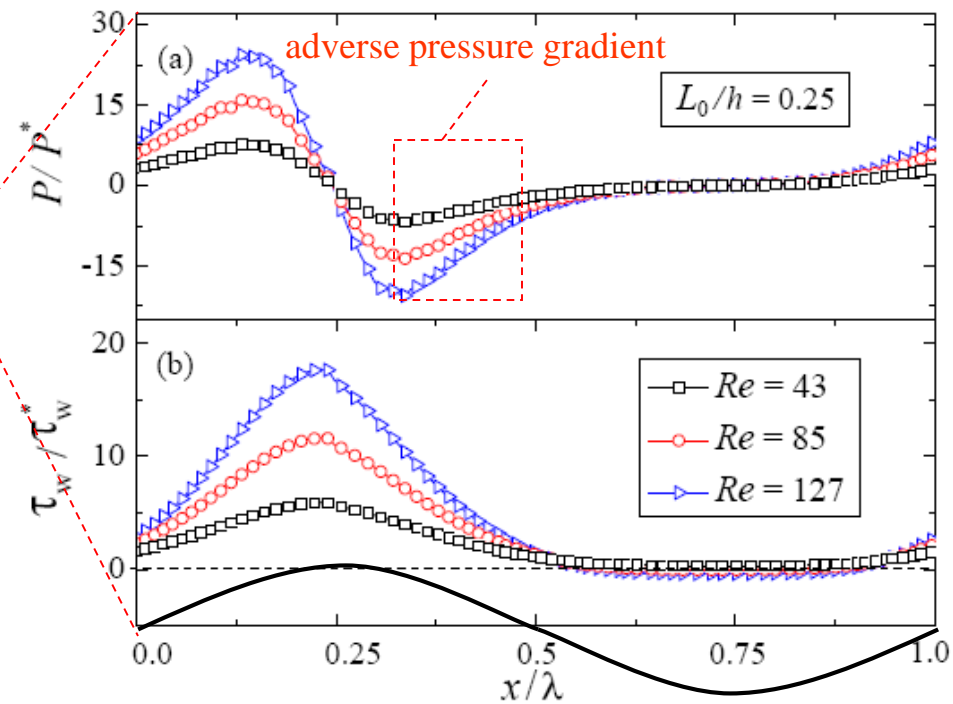 30
(a)
adverse pressure gradient
L₀/h = 0.25
15
P/P*
0
-15
20
(b)
Re = 43
Re = 85
Re = 127
10
τw/τ*w
0
0.0 0.25 0.5 0.75 1.0
x/λ